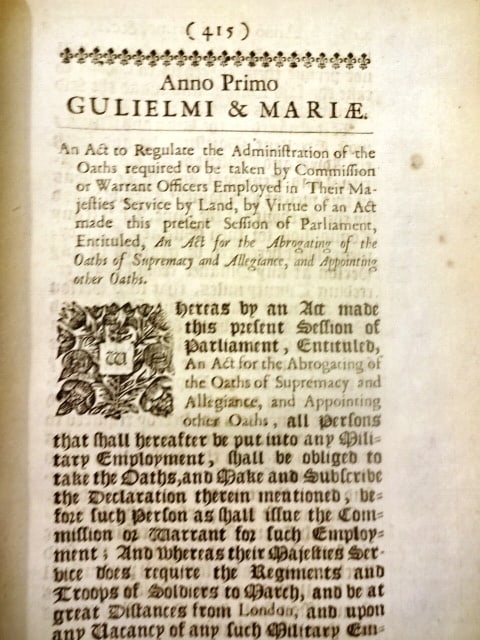 ( 415 )
Anno Primo
GULIELMI & MARIÆ.
An Act to Regulate the Administration of the
Oaths required to be taken by Commission
or Warrant Officers Employed in Their Ma-
jesties Service by Land, by Virtue of an Act
made this present Session of Parliament,
Entituled, An Act for the Abrogating of the
Oaths of Supremacy and Allegiance, and Appointing
other Oaths.
Whereas by an Act made
this present Session of
Parliament, Entituled,
An Act for the Abrogating of
the Oaths of Supremacy and
Allegiance, and Appointing
other Oaths, all Persons
that shall hereafter be put into any Mili-
tary Employment, shall be obliged to
take the Oaths, and Make and Subscribe
the Declaration therein mentioned, be-
fore such Person as shall issue the Com-
mission or Warrant for such Employ-
ment; And whereas their Majesties Ser-
vice does require the Regiments and
Troops of Soldiers to March, and be at
great Distances from London, and upon
any Vacancy of any such Military Em-